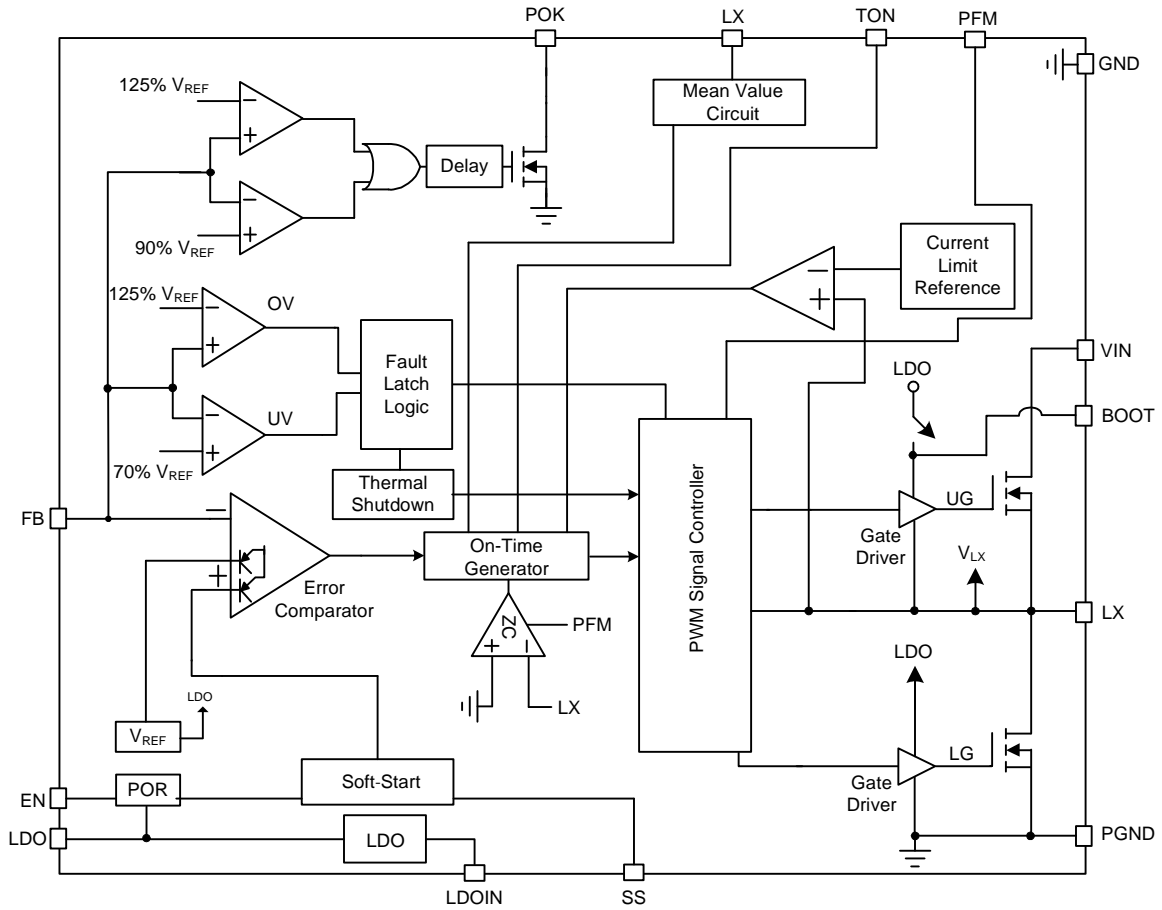 POK
LX
TON
PFM
GND
125% VREF
Mean Value
Circuit
Delay
90% VREF
Current
Limit
Reference
125% VREF
OV
Fault
Latch
Logic
UV
70% VREF
Thermal
Shutdown
VIN
LDO
BOOT
UG
Gate
Driver
FB
On-Time
Generator
Error
Comparator
PWM Signal Controller
VLX
LX
ZC
PFM
LX
LDO
LDO
VREF
LG
Gate
Driver
Soft-Start
POR
EN
LDO
LDO
PGND
LDOIN
SS